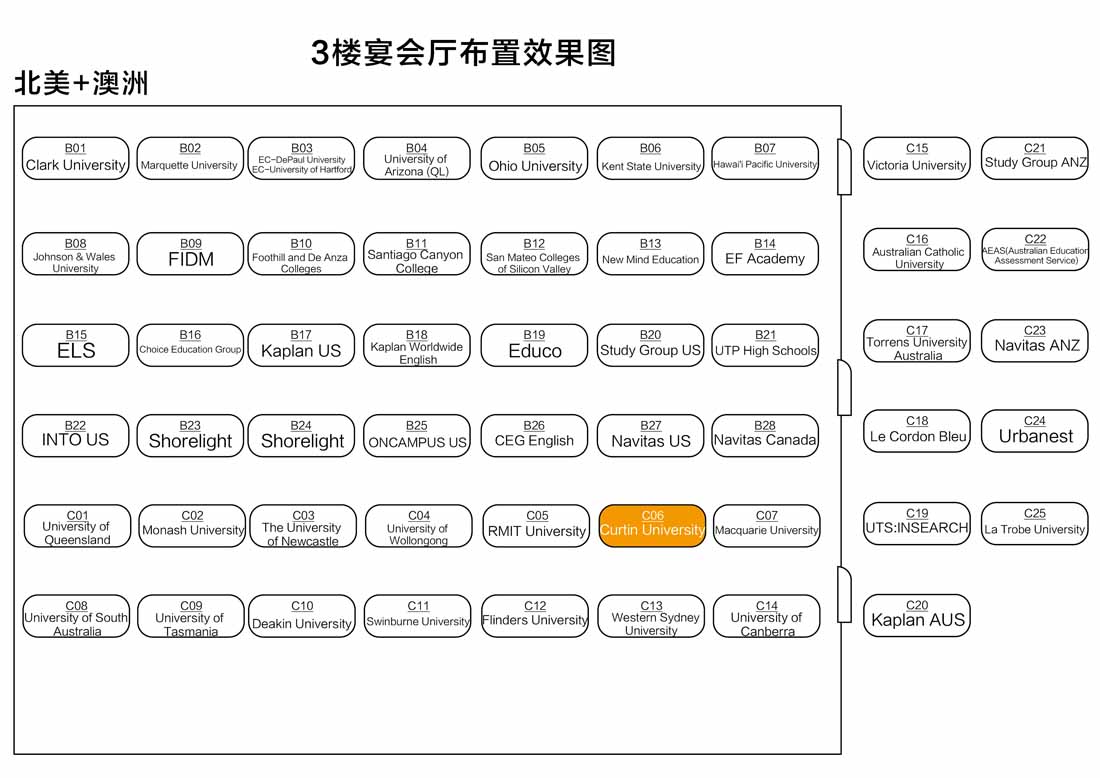 3楼宴会厅布置效果图
北美+澳洲
B01
Clark University
B02
Marquette University
B03
EC-DePaul University
EC-University of Hartford
B04
University of
Arizona (QL)
B05
Ohio University
B06
Kent State University
B07
Hawai'i Pacific University
C15
Victoria University
C21
Study Group ANZ
B08
Johnson & Wales
University
B09
FIDM
B10
Foothill and De Anza
Colleges
B11
Santiago Canyon
College
B12
San Mateo Colleges
of Silicon Valley
B13
New Mind Education
B14
EF Academy
C16
Australian Catholic
University
C22
AEAS(Australian Education
Assessment Service)
B15
ELS
B16
Choice Education Group
B17
Kaplan US
B18
Kaplan Worldwide
English
B19
Educo
B20
Study Group US
B21
UTP High Schools
C17
Torrens University
Australia
C23
Navitas ANZ
B22
INTO US
B23
Shorelight
B24
Shorelight
B25
ONCAMPUS US
B26
CEG English
B27
Navitas US
B28
Navitas Canada
C18
Le Cordon Bleu
C24
Urbanest
C01
University of
Queensland
C02
Monash University
C03
The University
of Newcastle
C04
University of
Wollongong
C05
RMIT University
C06
Curtin University
C07
Macquarie University
C19
UTS:INSEARCH
C25
La Trobe University
C08
University of South
Australia
C09
University of
Tasmania
C10
Deakin University
C11
Swinburne University
C12
Flinders University
C13
Western Sydney
University
C14
University of
Canberra
C20
Kaplan AUS